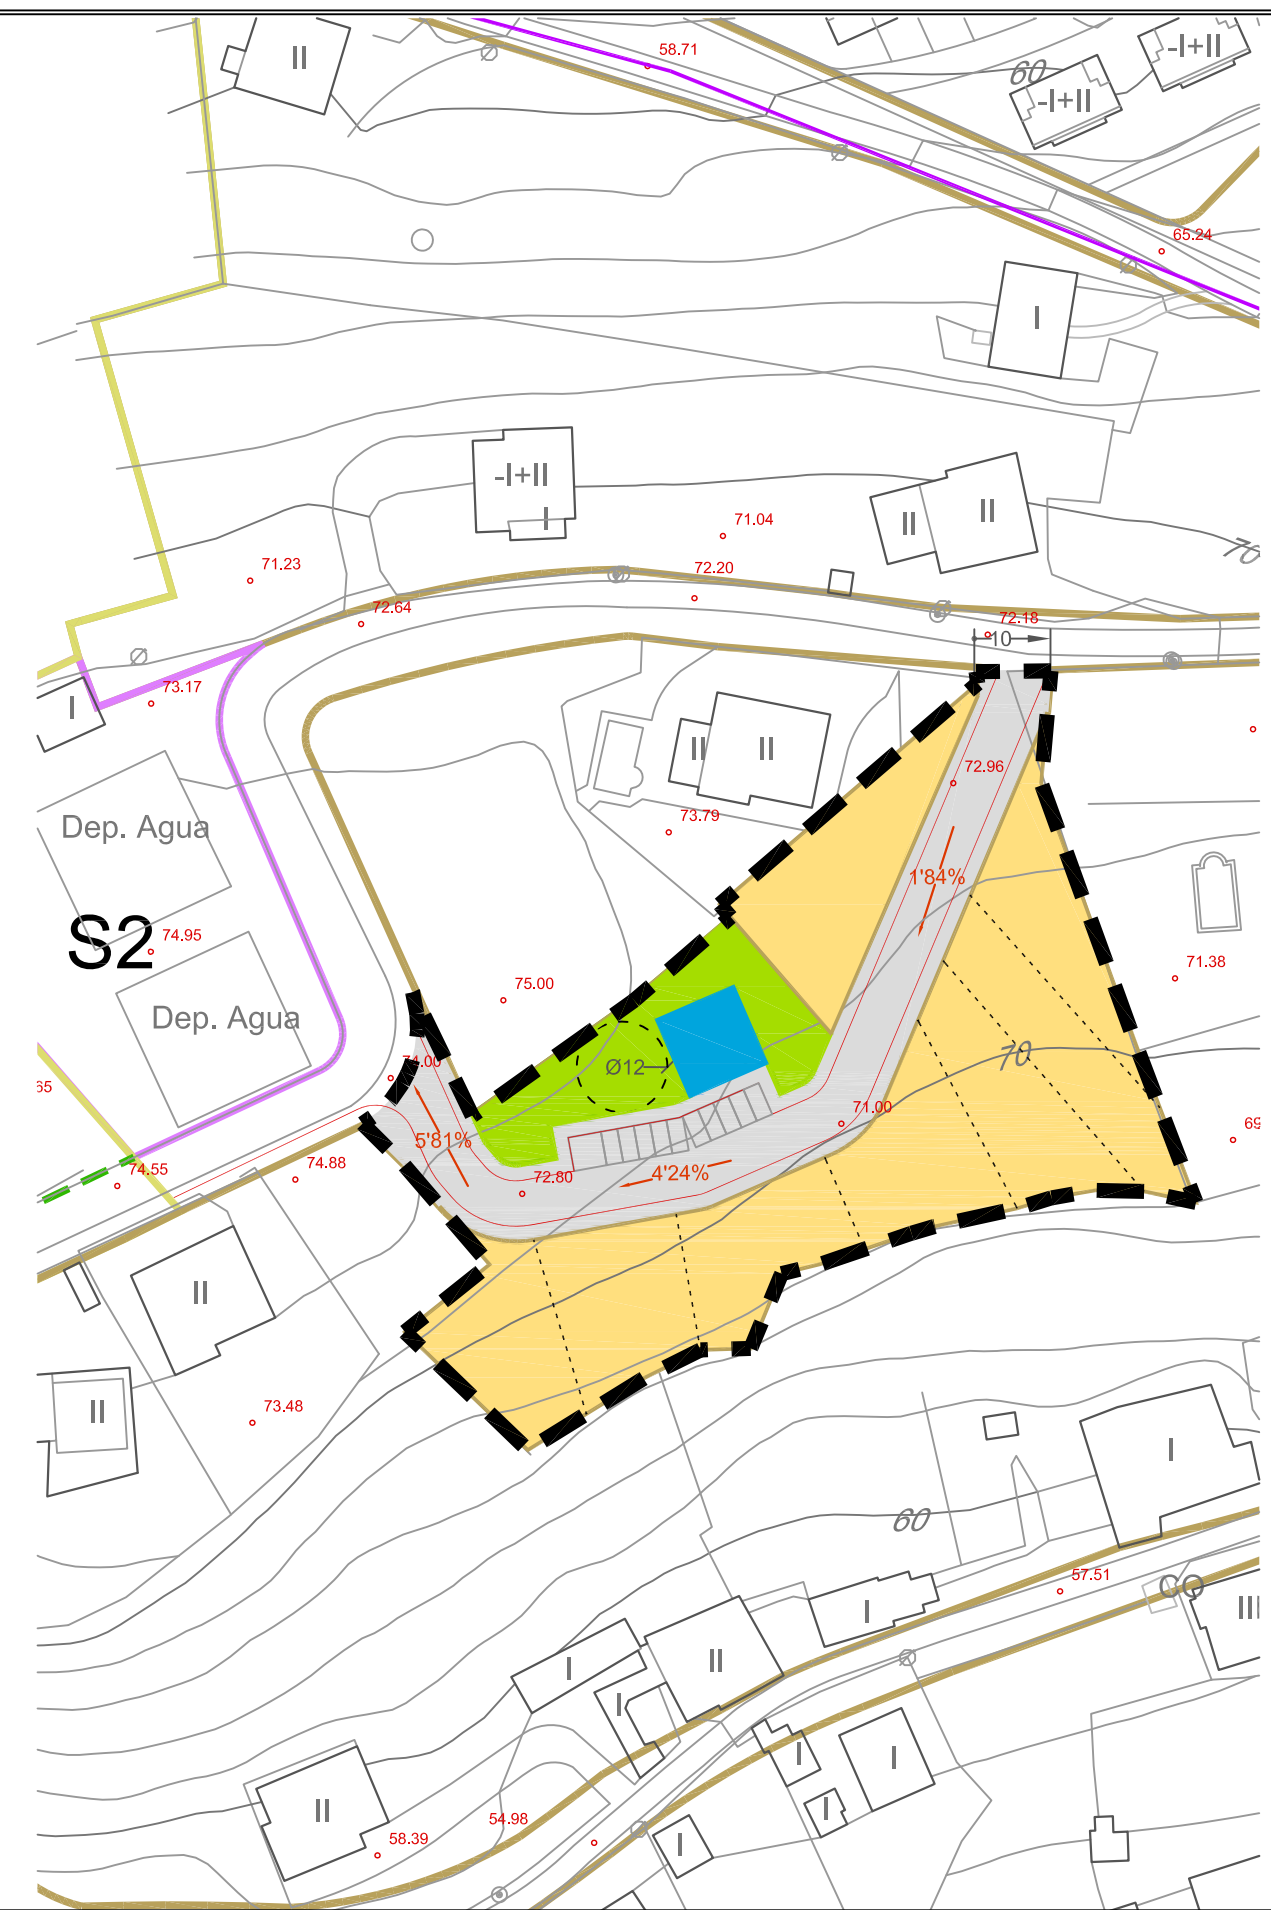 II
58.71
60
-I+II
-I+II
65.24
I
-I+II
I
II
II
71.04
70
71.23
72.20
72.64
72.18
10
73.17
I
II
II
72.96
73.79
Dep. Agua
1'84%
S2
74.95
71.38
75.00
Dep. Agua
70
74.00
Ø12
65
71.00
69
5'81%
74.55
74.88
72.80
4'24%
II
II
73.48
I
60
57.51
CO
I
III
I
II
I
I
I
II
I
54.98
58.39
I